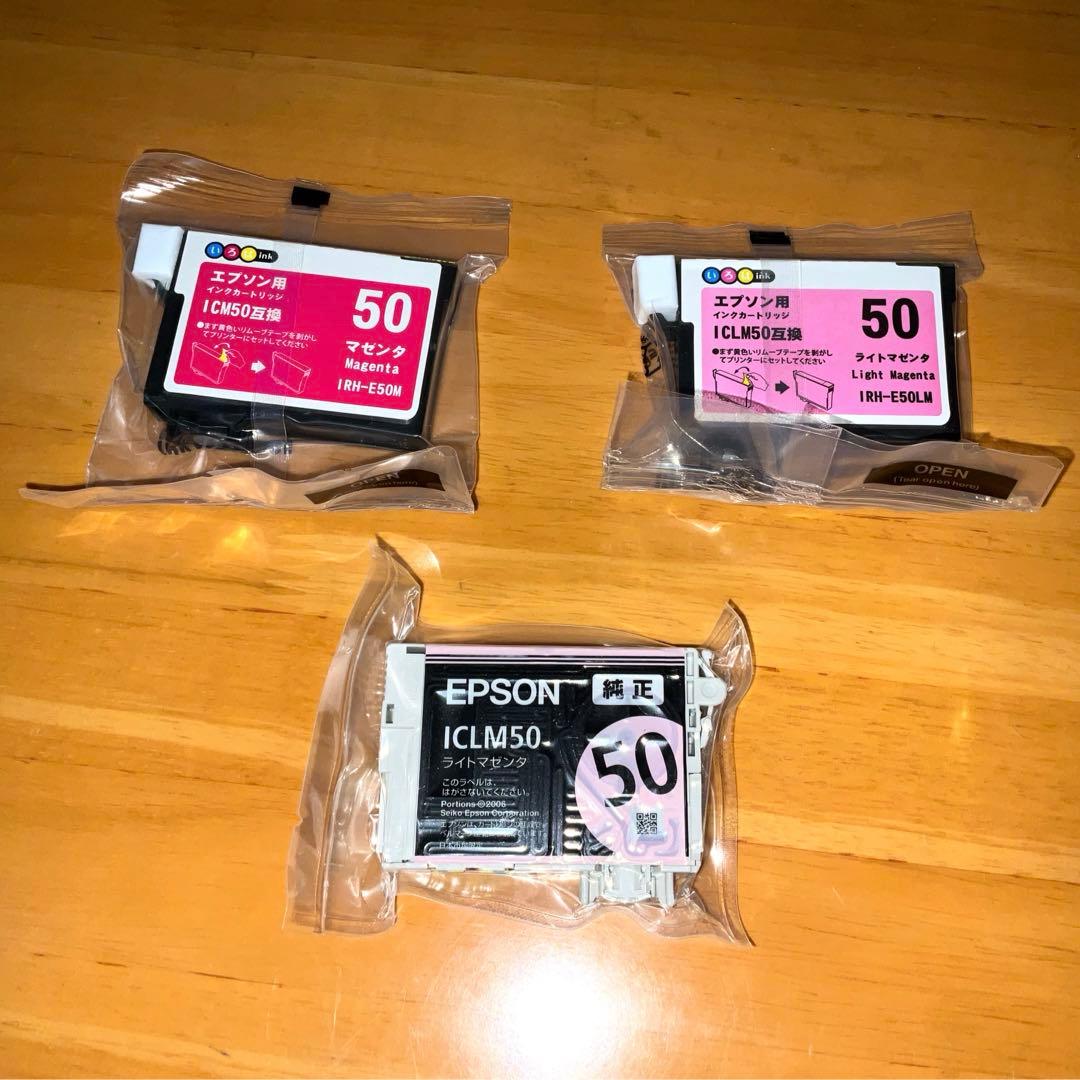 いろはink
エプソン用
インクカートリッジ
ICM50互換
50
●まず黄色いリムーブテープを剥がし
てプリンターにセットしてください
マゼンタ
Magenta
IRH-E50M
OPEN
(Tear open here)
いろはink
エプソン用
インクカートリッジ
ICLM50互換
50
●まず黄色いリムーブテープを剥がし
てプリンターにセットしてください
ライトマゼンタ
Light Magenta
IRH-E50LM
OPEN
(Tear open here)
EPSON 純正
ICLM50
ライトマゼンタ
50
このラベルは、
はがさないでください。
Portions ©2006
Seiko Epson Corporation